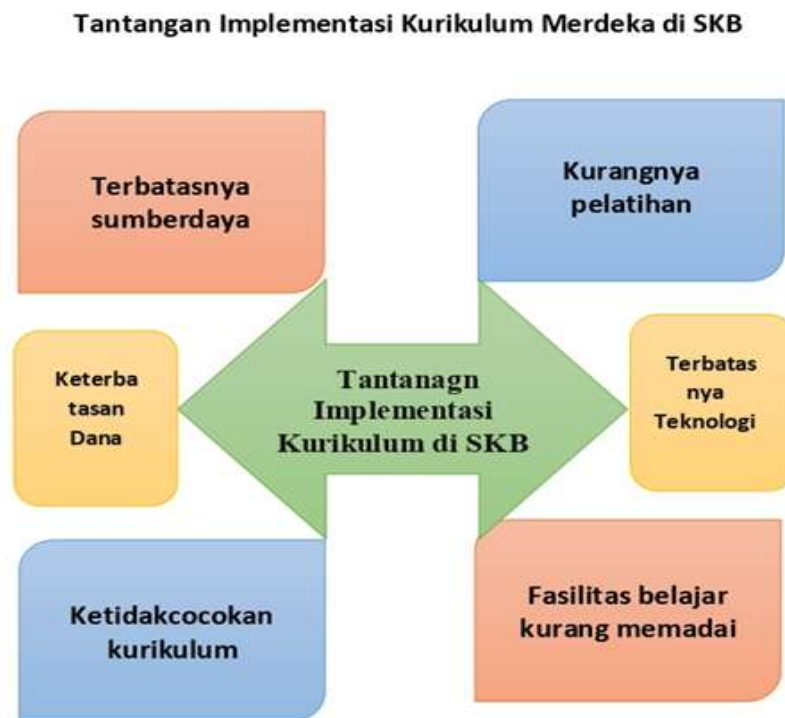 Tantangan Implementasi Kurikulum Merdeka di SKB
Terbatasnya
sumberdaya
Kurangnya
pelatihan
Keterba
tasan
Dana
Tantanagn
Implementasi
Kurikulum di SKB
Terbatas
nya
Teknologi
Ketidakcocokan
kurikulum
Fasilitas belajar
kurang memadai